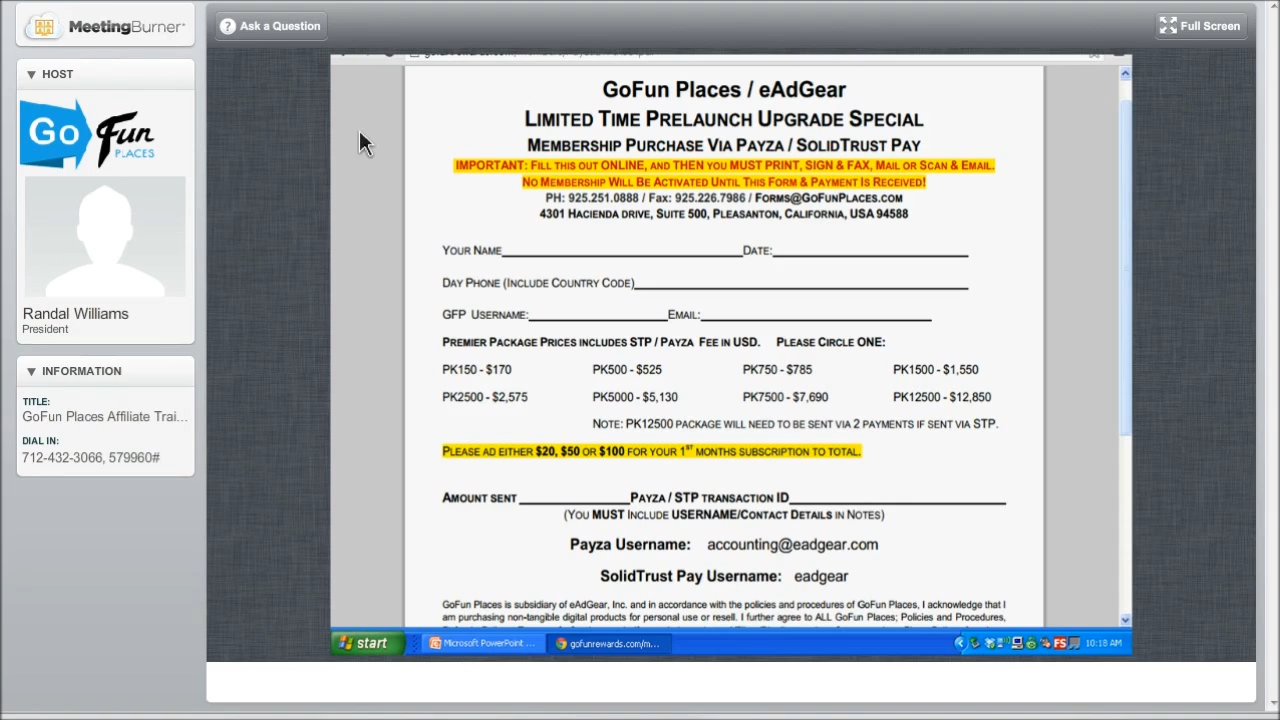 MeetingBurner
Ask a Question
Full Screen
HOST
Go Fun
PLACES
Randal Williams
President
INFORMATION
TITLE:
GoFun Places Affiliate Trai...
DIAL IN:
712-432-3066, 579960#
GoFun Places / eAdGear
LIMITED TIME PRELAUNCH UPGRADE SPECIAL
MEMBERSHIP PURCHASE VIA PAYZA / SOLIDTRUST PAY
IMPORTANT: FILL THIS OUT ONLINE, AND THEN YOU MUST PRINT, SIGN & FAX, MAIL OR SCAN & EMAIL.
NO MEMBERSHIP WILL BE ACTIVATED UNTIL THIS FORM & PAYMENT IS RECEIVED!
PH: 925.251.0888 / Fax: 925.226.7986 / FORMS@GOFUNPLACES.COM
4301 HACIENDA DRIVE, SUITE 500, PLEASANTON, CALIFORNIA, USA 94588
YOUR NAME DATE:
DAY PHONE (INCLUDE COUNTRY CODE)
GFP USERNAME: EMAIL:
PREMIER PACKAGE PRICES INCLUDES STP / PAYZA FEE IN USD. PLEASE CIRCLE ONE:
PK150 - $170 PK500 - $525 PK750 - $785 PK1500 - $1,550
PK2500 - $2,575 PK5000 - $5,130 PK7500 - $7,690 PK12500 - $12,850
NOTE: PK12500 PACKAGE WILL NEED TO BE SENT VIA 2 PAYMENTS IF SENT VIA STP.
PLEASE AD EITHER $20, $50 OR $100 FOR YOUR 1ST MONTHS SUBSCRIPTION TO TOTAL.
AMOUNT SENT PAYZA / STP TRANSACTION ID
(YOU MUST INCLUDE USERNAME/CONTACT DETAILS IN NOTES)
Payza Username: accounting@eadgear.com
SolidTrust Pay Username: eadgear
GoFun Places is subsidiary of eAdGear, Inc. and in accordance with the policies and procedures of GoFun Places, I acknowledge that I
am purchasing non-tangible digital products for personal use or resell. I further agree to ALL GoFun Places; Policies and Procedures,
start Microsoft PowerPoint ... gofunrewards.com/m... FS 10:18 AM